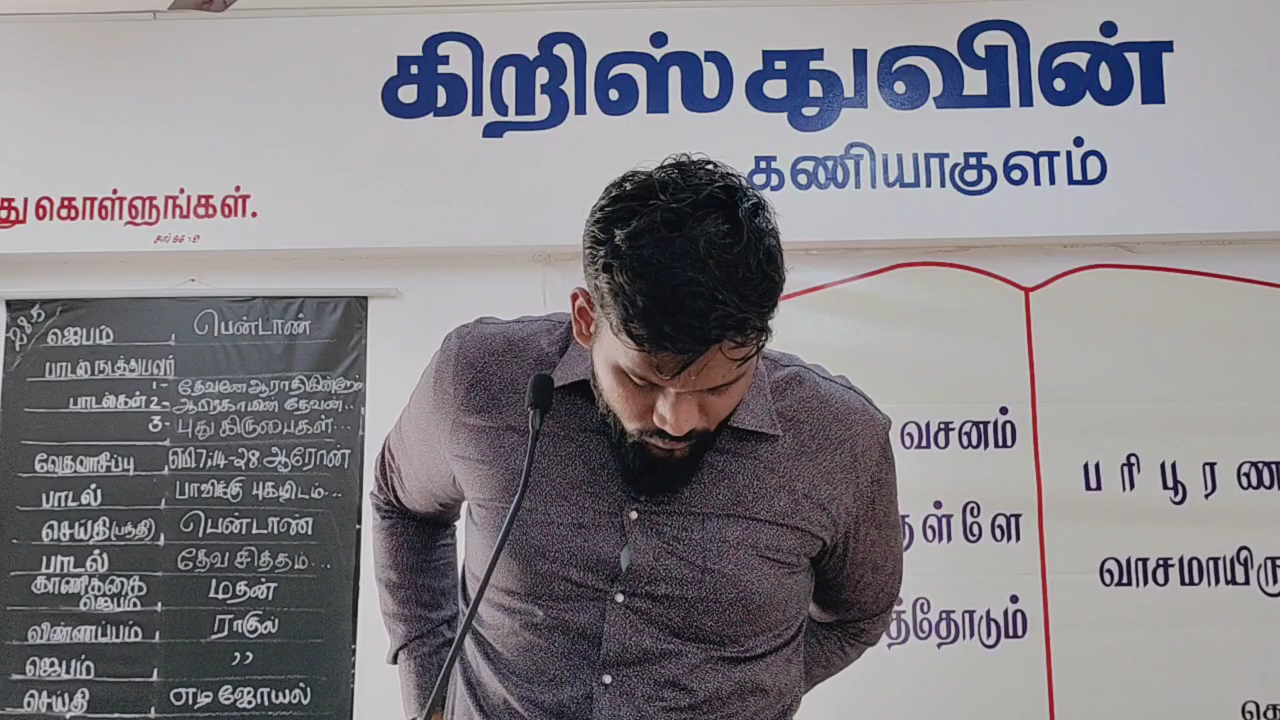 கிறிஸ்துவின்
கணியாகுளம்
து கொள்ளுங்கள்.
285
ஜெபம் பென்டாண்
பாடல் நடத்துபவர்
பாடல்கள் 1- தேவனே ஆராதிக்கின்றேன்
2- ஆபிரகாமின் தேவன்..
3- புது கிருபைகள்...
வேதவாசிப்பு எபி 7:14-28 ஆரோன்
பாடல் பாவிக்கு புகலிடம்...
செய்தி (பந்தி) பென்டாண்
பாடல் தேவ சித்தம்...
காணிக்கை ஜெபம் மதன்
விண்ணப்பம் ராகுல்
ஜெபம் ,,
செய்தி எடி ஜோயல்
வசனம்
ுள்ளே
த்தோடும்
பரிபூரண
வாசமாயிரு